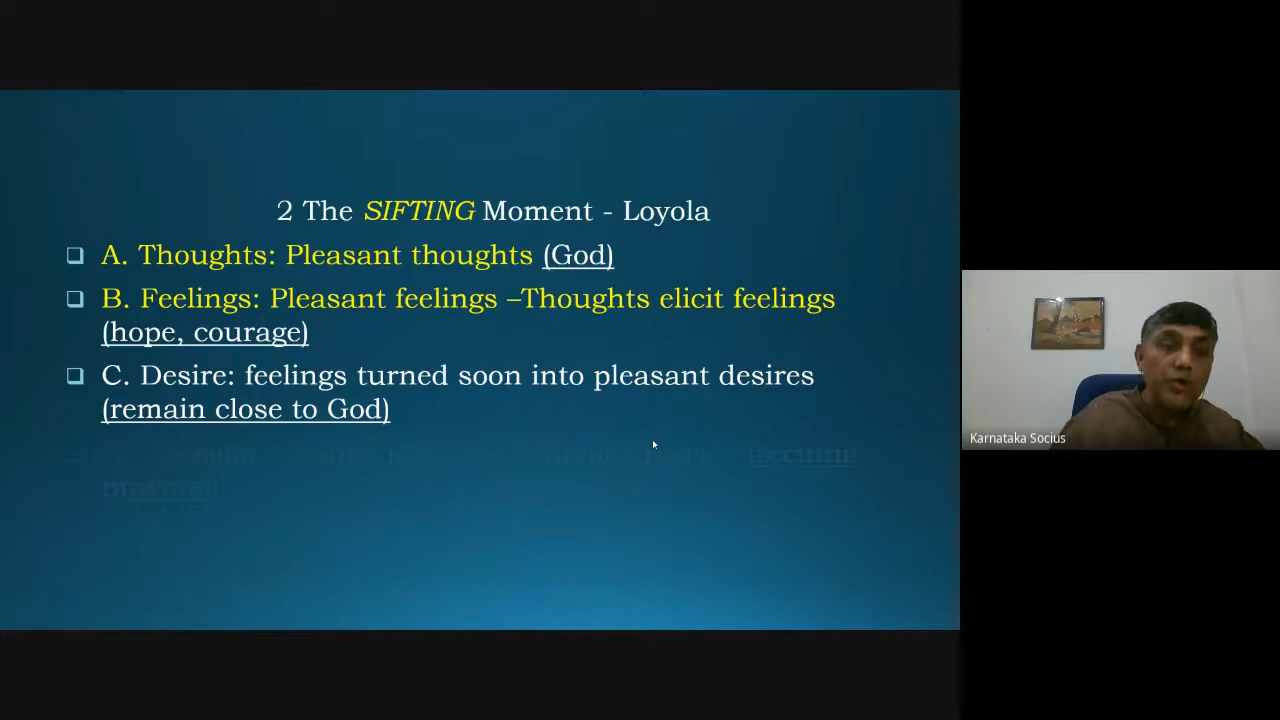 2 The SIFTING Moment - Loyola
A. Thoughts: Pleasant thoughts (God)
B. Feelings: Pleasant feelings –Thoughts elicit feelings
(hope, courage)
C. Desire: feelings turned soon into pleasant desires
(remain close to God)
Karnataka Socius